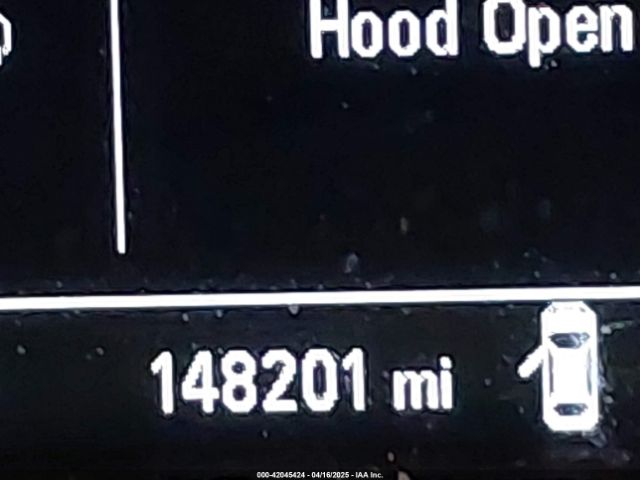 Hood Open
148201 mi
000-42045424 - 04/16/2025 - IAA Inc.